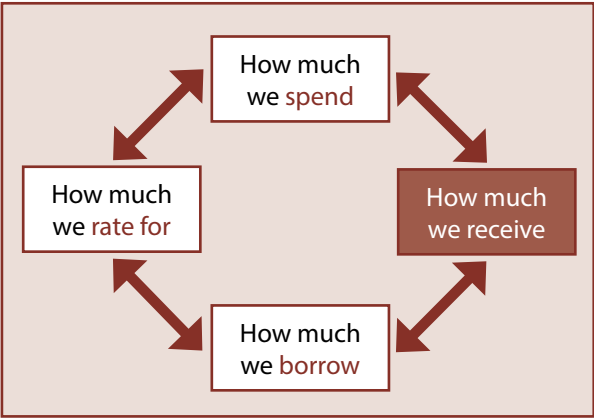 How much
we spend
How much
we rate for
How much
we receive
How much
we borrow